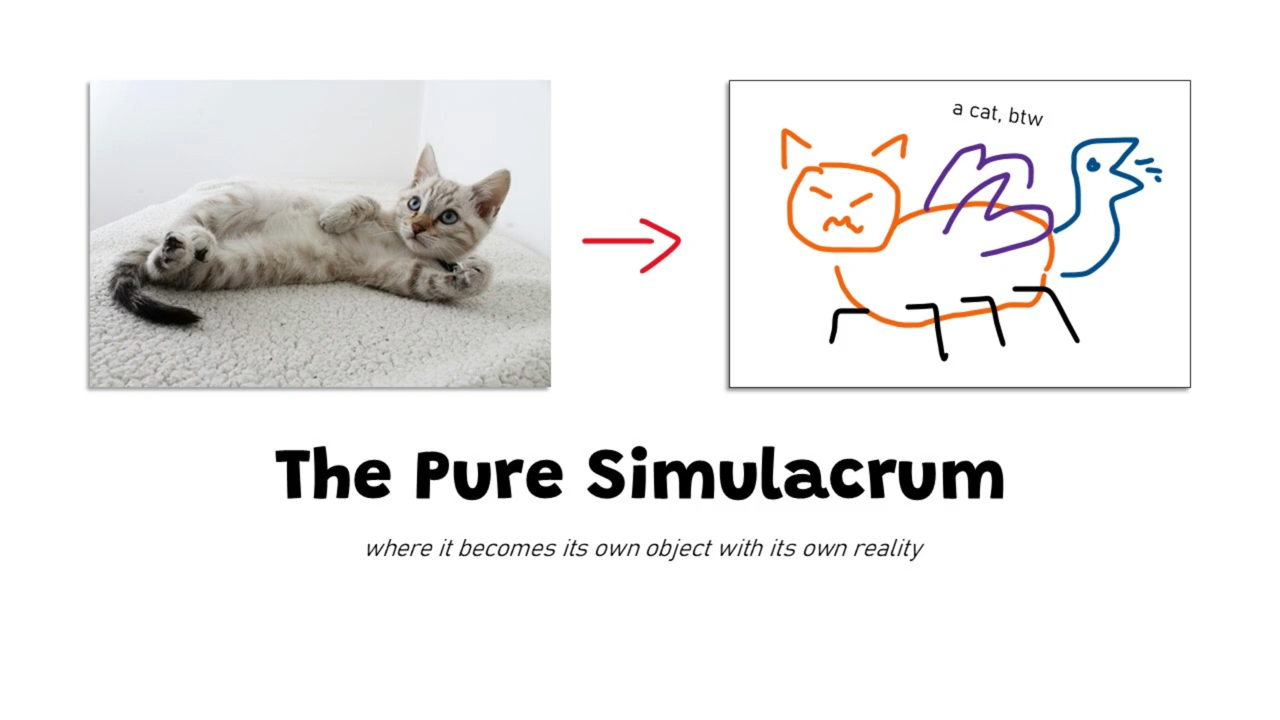 a cat, btw
The Pure Simulacrum
where it becomes its own object with its own reality